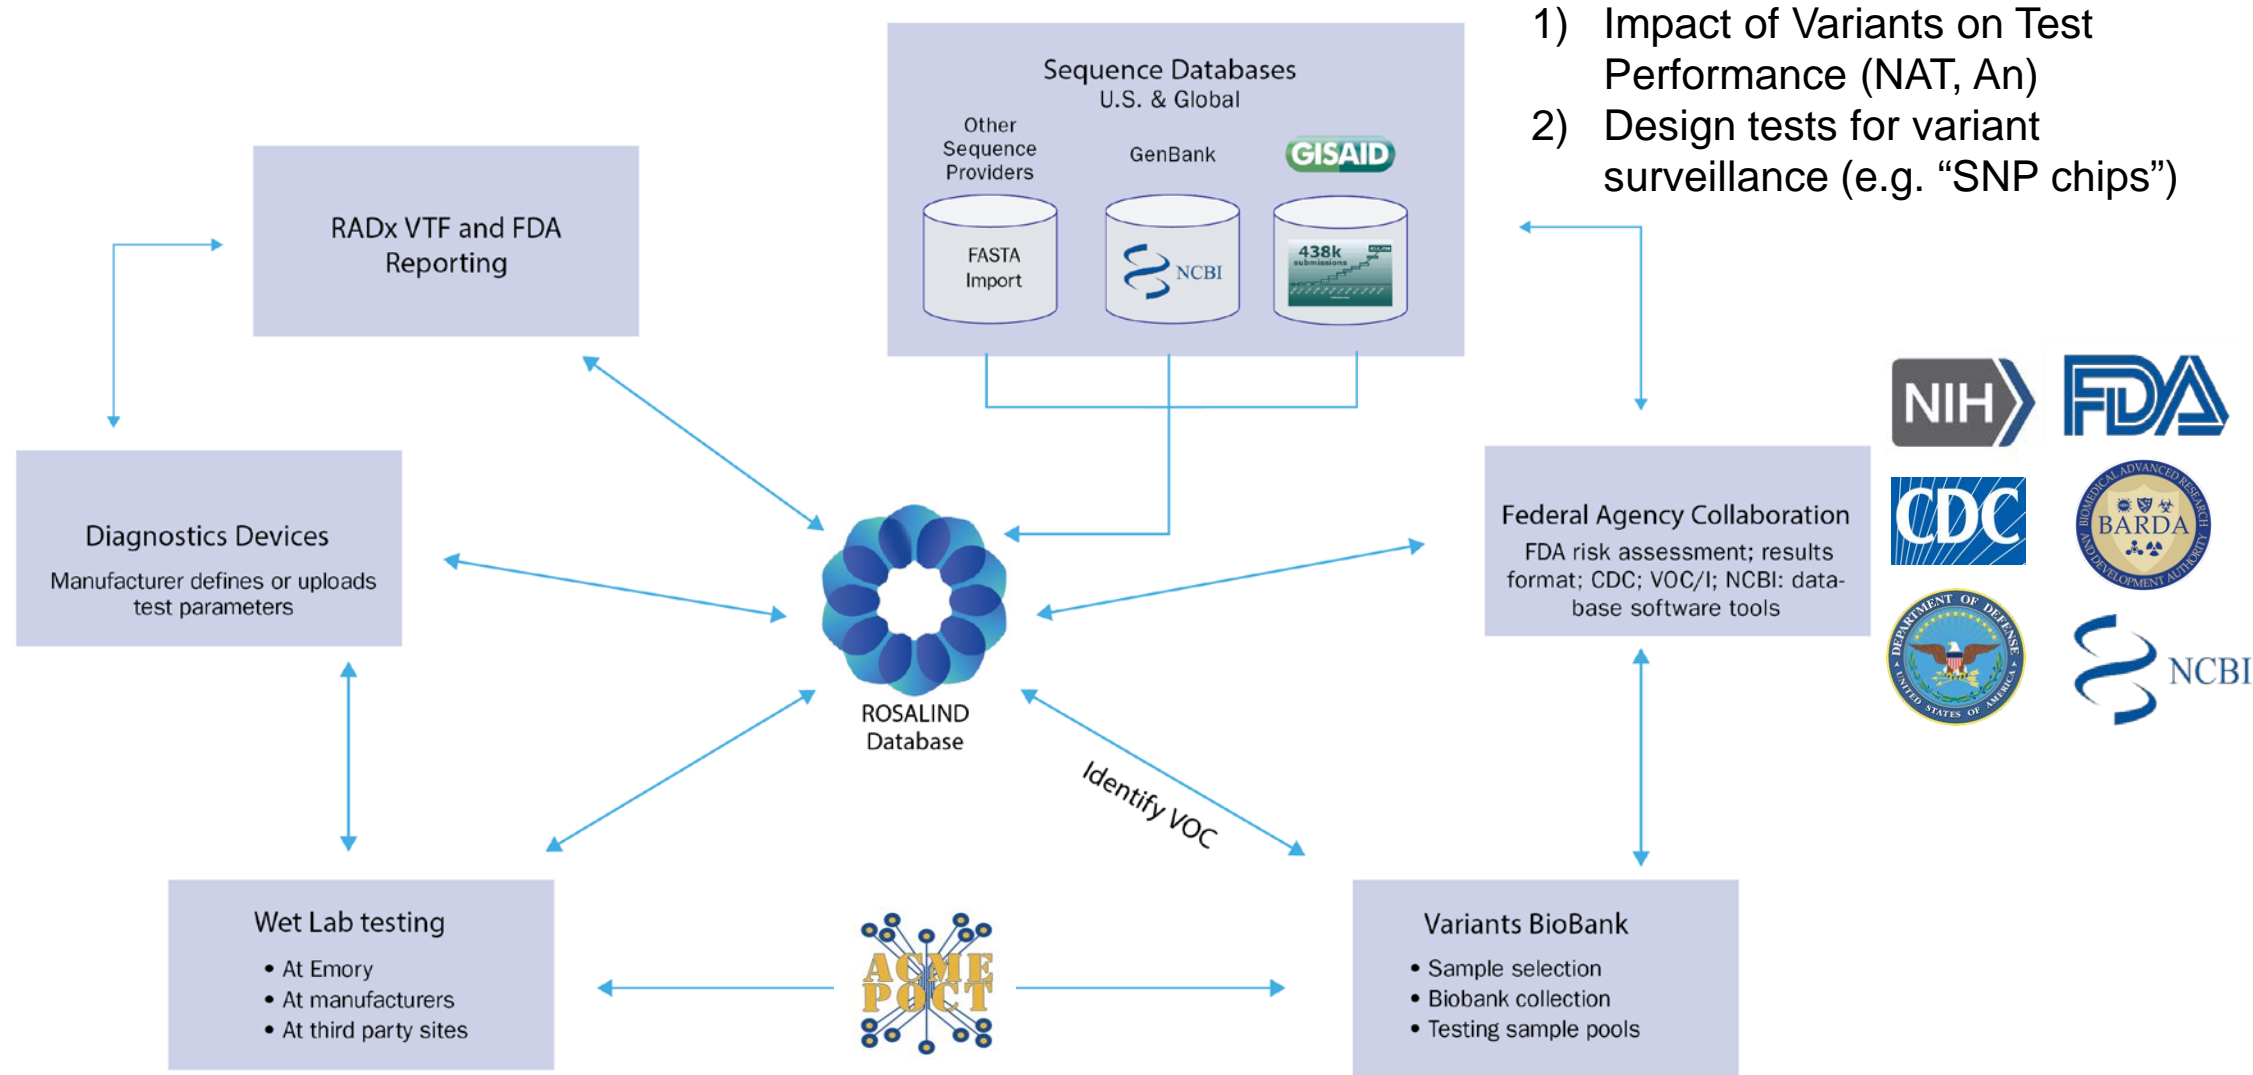 1) Impact of Variants on Test
Performance (NAT, An)
2) Design tests for variant
surveillance (e.g. “SNP chips”)
Sequence Databases
U.S. & Global
Other
Sequence
Providers
GenBank
GISAID
FASTA
Import
NCBI
438k
submissions
RADx VTF and FDA
Reporting
Diagnostics Devices
Manufacturer defines or uploads
test parameters
ROSALIND
Database
Federal Agency Collaboration
FDA risk assessment; results
format; CDC; VOC/I; NCBI: data-
base software tools
NIH
FDA
CDC
BIOMEDICAL ADVANCED RESEARCH
AND DEVELOPMENT AUTHORITY
BARDA
DEPARTMENT OF DEFENSE
UNITED STATES OF AMERICA
NCBI
Identify VOC
Wet Lab testing
• At Emory
• At manufacturers
• At third party sites
ACME
POCT
Variants BioBank
• Sample selection
• Biobank collection
• Testing sample pools